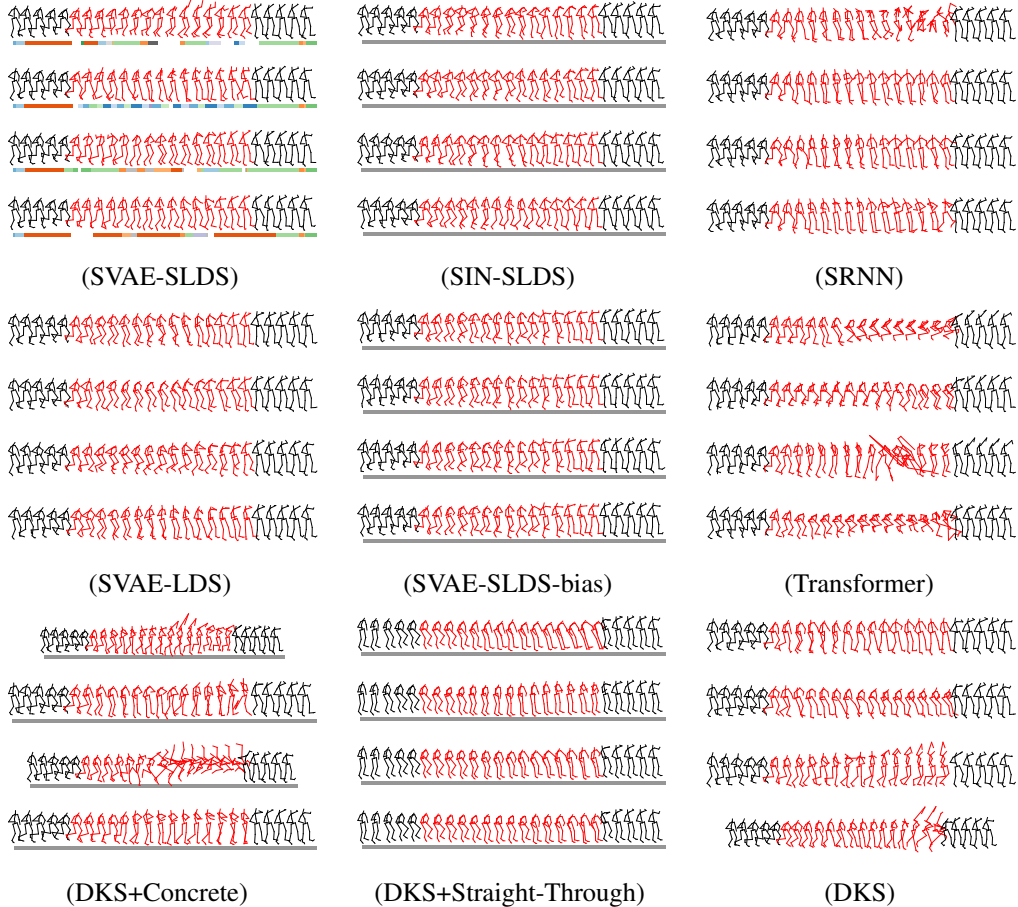 (SVAE-SLDS)
(SIN-SLDS)
(SRNN)
(SVAE-LDS)
(SVAE-SLDS-bias)
(Transformer)
(DKS+Concrete)
(DKS+Straight-Through)
(DKS)